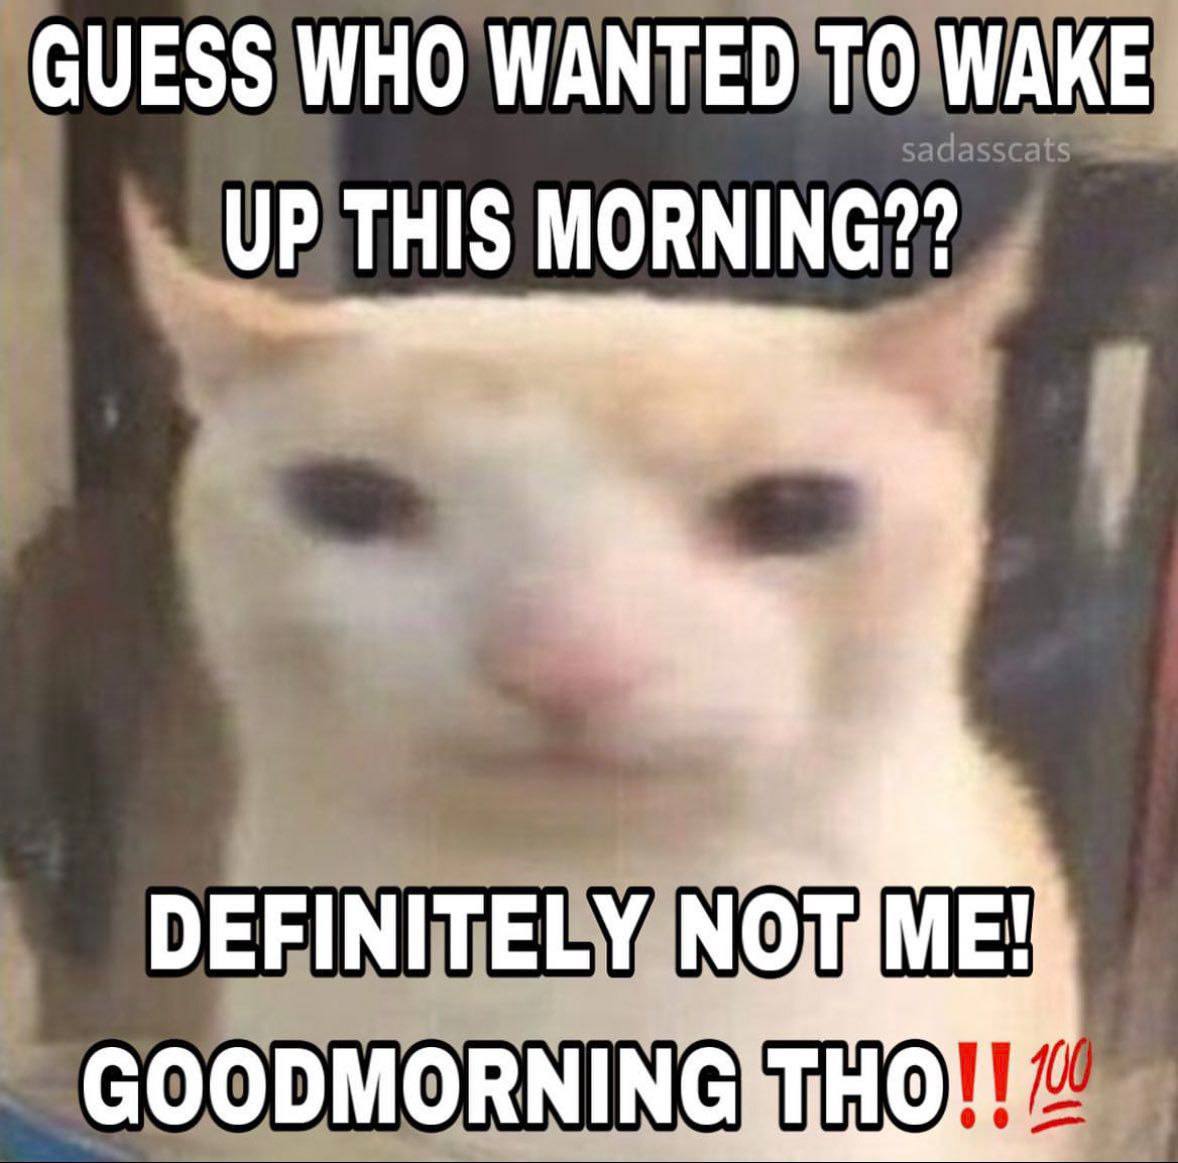 GUESS WHO WANTED TO WAKE
sadasscats
UP THIS MORNING??
DEFINITELY NOT ME!
GOODMORNING THO‼️💯